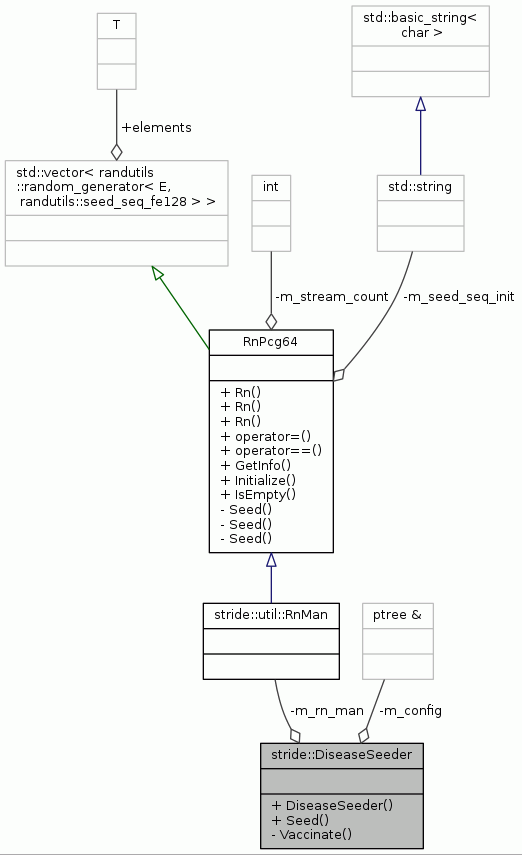 T
std::basic_string<
char >
+elements
std::vector< randutils
::random_generator< E,
randutils::seed_seq_fe128 > >
int
std::string
-m_stream_count
-m_seed_seq_init
RnPcg64
+ Rn()
+ Rn()
+ Rn()
+ operator=()
+ operator==()
+ GetInfo()
+ Initialize()
+ IsEmpty()
- Seed()
- Seed()
- Seed()
stride::util::RnMan
ptree &
-m_rn_man
-m_config
stride::DiseaseSeeder
+ DiseaseSeeder()
+ Seed()
- Vaccinate()